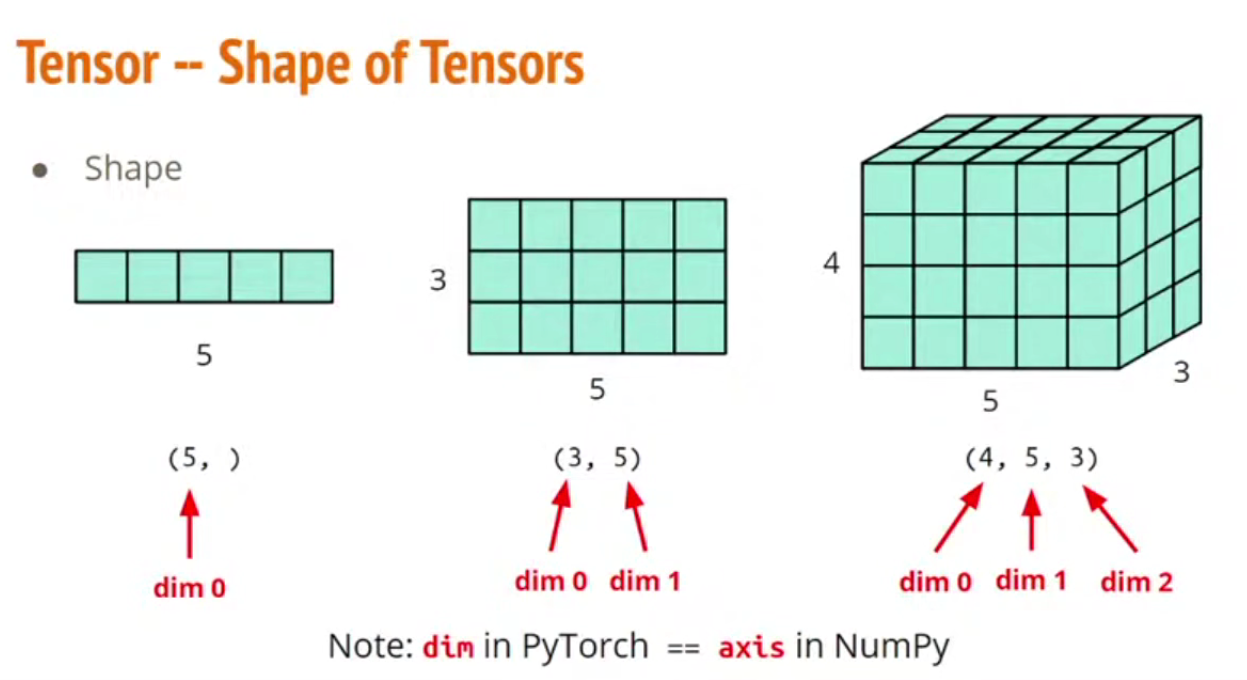 Tensor -- Shape of Tensors
● Shape
5
(5, )
dim 0
3
5
(3, 5)
dim 0 dim 1
4
5
3
(4, 5, 3)
dim 0 dim 1 dim 2
Note: dim in PyTorch == axis in NumPy